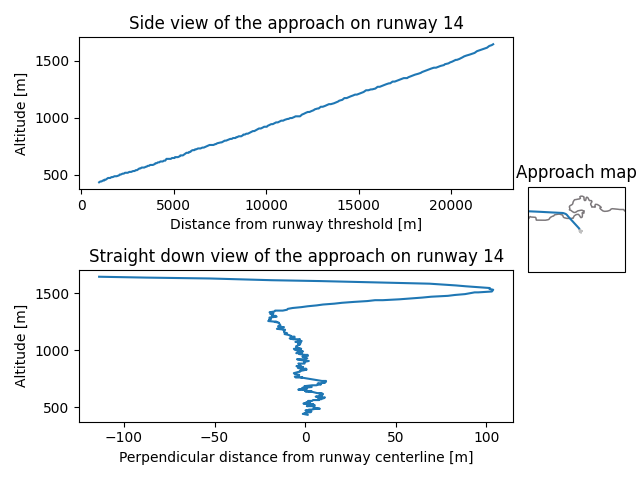 Side view of the approach on runway 14
1500
1000
500
Altitude [m]
0 5000 10000 15000 20000
Distance from runway threshold [m]
Approach map
Straight down view of the approach on runway 14
1500
1000
500
Altitude [m]
−100 −50 0 50 100
Perpendicular distance from runway centerline [m]